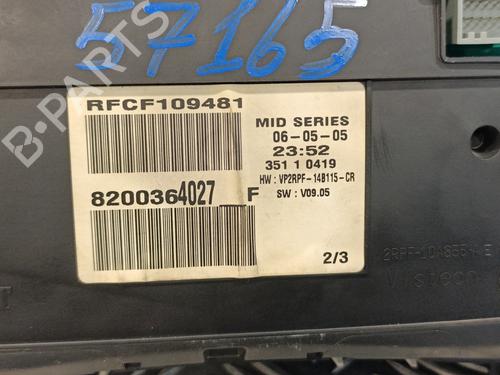 57165
RFCF109481
MID SERIES
06-05-05
23:52
351 1 0419
HW : VP2RPF-14B115-CR
SW : V09.05
8200364027__F
2/3
B-PARTS